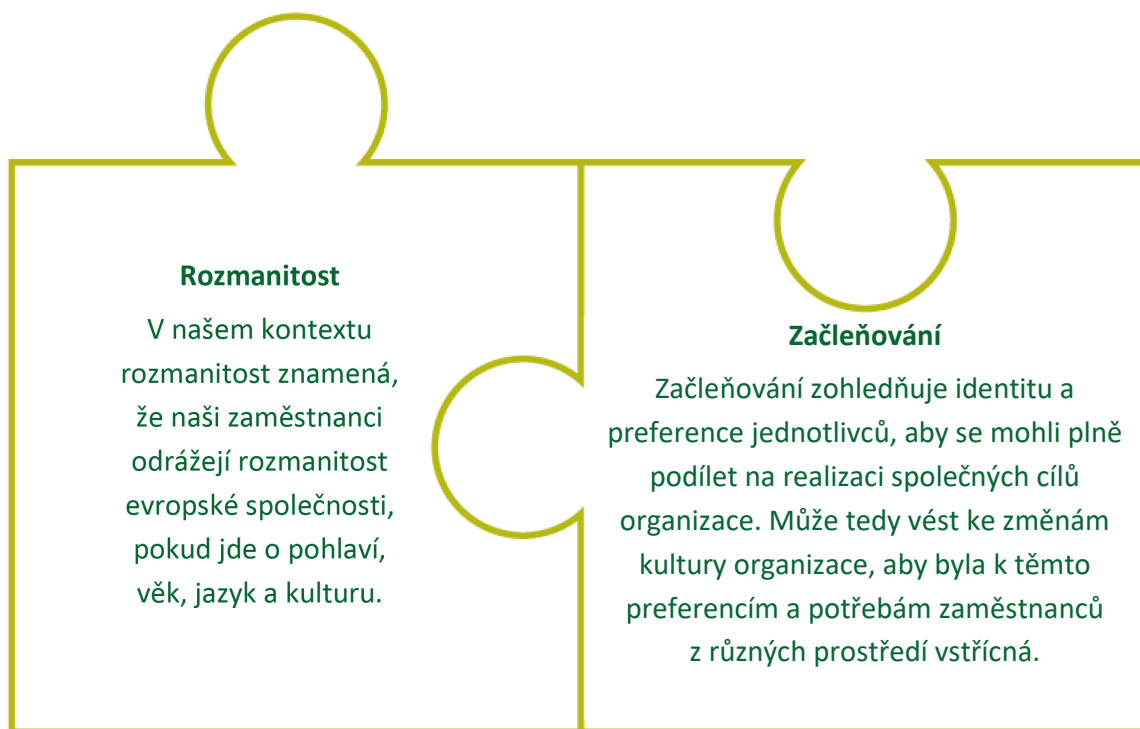 Rozmanitost
V našem kontextu
rozmanitost znamená,
že naši zaměstnanci
odrážejí rozmanitost
evropské společnosti,
pokud jde o pohlaví,
věk, jazyk a kulturu.
Začleňování
Začleňování zohledňuje identitu a
preference jednotlivců, aby se mohli plně
podílet na realizaci společných cílů
organizace. Může tedy vést ke změnám
kultury organizace, aby byla k těmto
preferencím a potřebám zaměstnanců
z různých prostředí vstřícná.